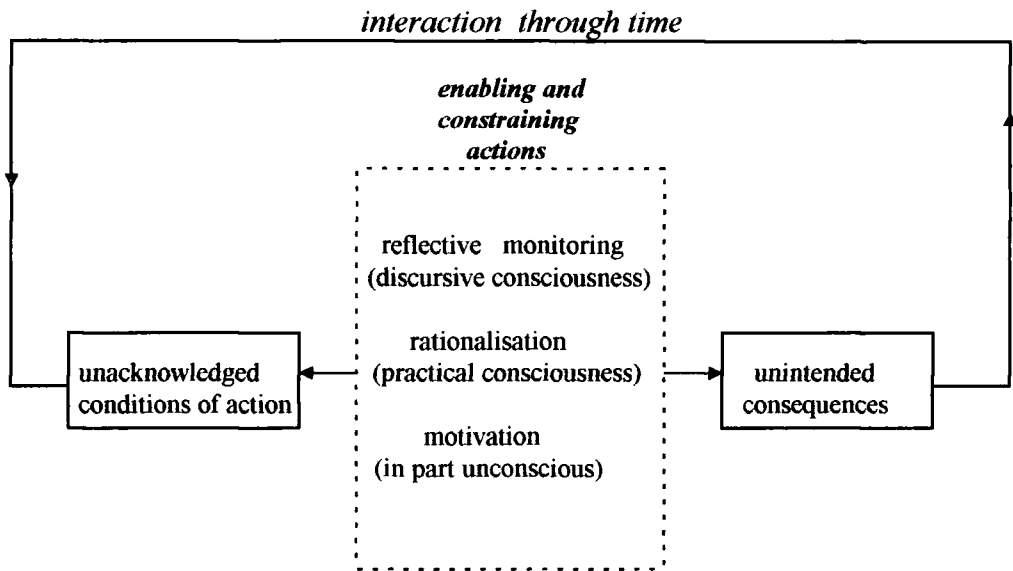 interaction through time
enabling and
constraining
actions
reflective monitoring
(discursive consciousness)
rationalisation
(practical consciousness)
motivation
(in part unconscious)
unacknowledged
conditions of action
unintended
consequences